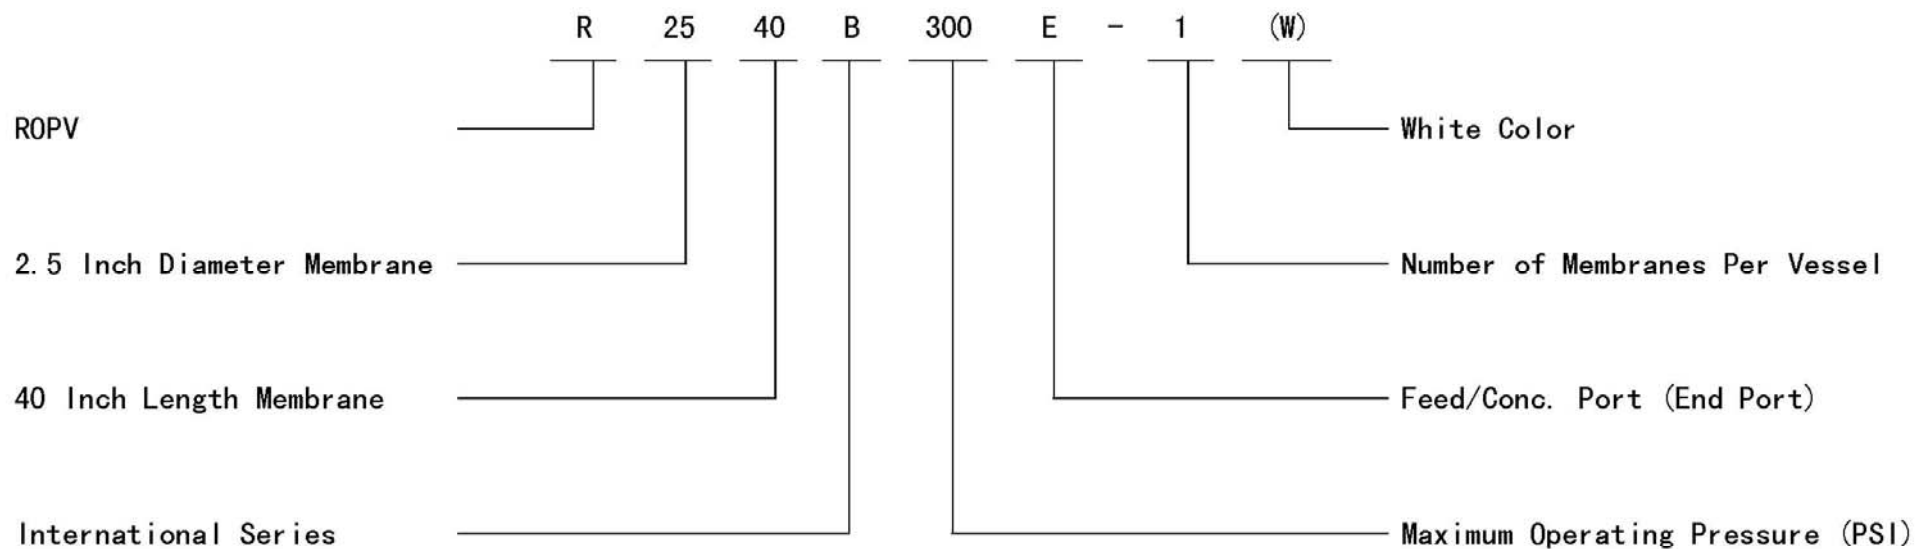 R 25 40 B 300 E - 1 (W)
ROPV
White Color
2.5 Inch Diameter Membrane
Number of Membranes Per Vessel
40 Inch Length Membrane
Feed/Conc. Port (End Port)
International Series
Maximum Operating Pressure (PSI)